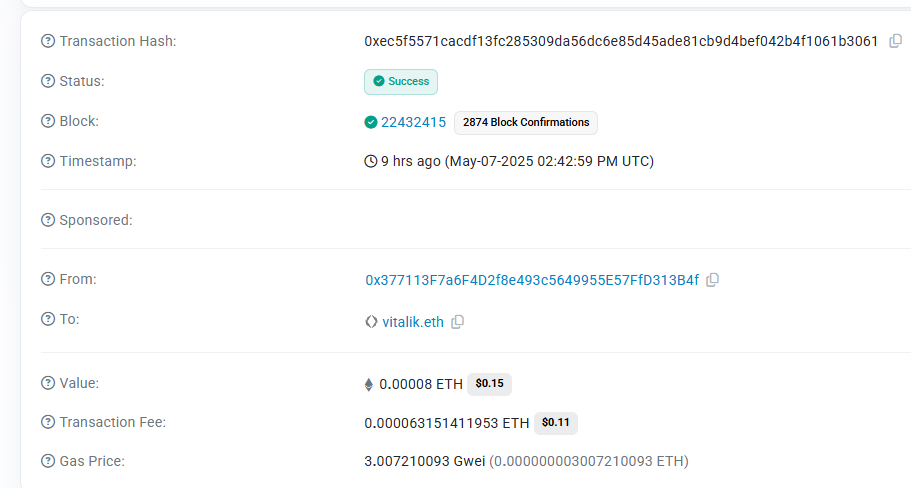 Transaction Hash: 0xec5f5571cacdf13fc285309da56dc6e85d45ade81cb9d4bef042b4f1061b3061
Status: Success
Block: 22432415 2874 Block Confirmations
Timestamp: 9 hrs ago (May-07-2025 02:42:59 PM UTC)
Sponsored:
From: 0x377113F7a6F4D2f8e493c5649955E57FfD313B4f
To: vitalik.eth
Value: 0.00008 ETH $0.15
Transaction Fee: 0.000063151411953 ETH $0.11
Gas Price: 3.007210093 Gwei (0.000000003007210093 ETH)